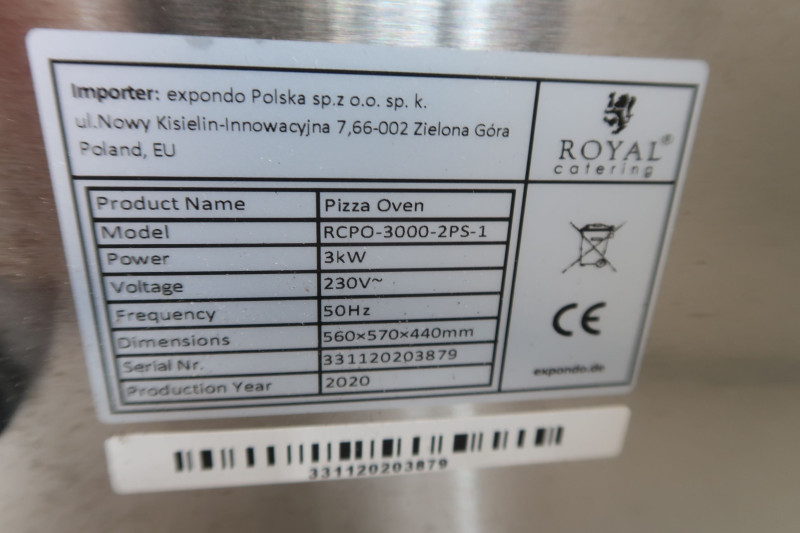 Importer: expondo Polska sp.z o.o. sp. k.
ul.Nowy Kisielin-Innowacyjna 7,66-002 Zielona Góra
Poland, EU
ROYAL®
catering
Product Name Pizza Oven
Model RCPO-3000-2PS-1
Power 3kW
Voltage 230V~
Frequency 50Hz
Dimensions 560×570×440mm
Serial Nr. 331120203879
Production Year 2020
CE
expondo.de
331120203879